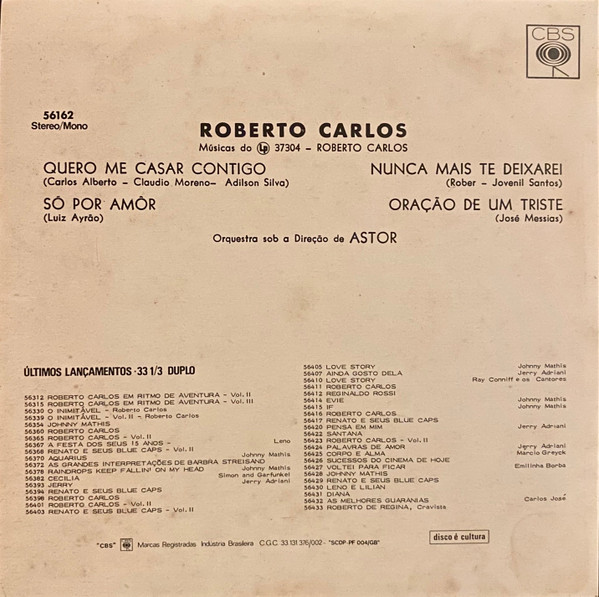 CBS
56162
Stereo/Mono
ROBERTO CARLOS
Músicas do LP 37304 - ROBERTO CARLOS
QUERO ME CASAR CONTIGO
(Carlos Alberto - Claudio Moreno- Adilson Silva)
NUNCA MAIS TE DEIXAREI
(Rober - Jovenil Santos)
SÓ POR AMÔR
(Luiz Ayrão)
ORAÇÃO DE UM TRISTE
(José Messias)
Orquestra sob a Direção de ASTOR
ÚLTIMOS LANÇAMENTOS ·33 1/3 DUPLO
56312 ROBERTO CARLOS EM RITMO DE AVENTURA - Vol. II
56315 ROBERTO CARLOS EM RITMO DE AVENTURA - Vol. III
56330 O INIMITÁVEL - Roberto Carlos
56339 O INIMITÁVEL - Vol. II - Roberto Carlos
56354 JOHNNY MATHIS
56360 ROBERTO CARLOS
56365 ROBERTO CARLOS - Vol. II
56367 A FESTA DOS SEUS 15 ANOS - Leno
56368 RENATO E SEUS BLUE CAPS - Vol. II
56370 AQUARIUS Johnny Mathis
56372 AS GRANDES INTERPRETAÇÕES DE BARBRA STREISAND
56378 RAINDROPS KEEP FALLIN' ON MY HEAD Johnny Mathis
56382 CECILIA Simon and Garfunkel
56393 JERRY Jerry Adriani
56394 RENATO E SEUS BLUE CAPS
56398 ROBERTO CARLOS
56401 ROBERTO CARLOS - Vol. II
56403 RENATO E SEUS BLUE CAPS - Vol. II
56405 LOVE STORY Johnny Mathis
56407 AINDA GOSTO DELA Jerry Adriani
56410 LOVE STORY Ray Conniff e os Cantores
56411 ROBERTO CARLOS
56412 REGINALDO ROSSI
56414 EVIE Johnny Mathis
56415 IF Johnny Mathis
56416 ROBERTO CARLOS
56417 RENATO E SEUS BLUE CAPS
56420 PENSA EM MIM Jerry Adriani
56422 SANTANA
56423 ROBERTO CARLOS - Vol. II
56424 PALAVRAS DE AMOR Jerry Adriani
56425 CORPO E ALMA Marcio Greyck
56426 SUCESSOS DO CINEMA DE HOJE
56427 VOLTEI PARA FICAR Emilinha Borba
56428 JOHNNY MATHIS
56429 RENATO E SEUS BLUE CAPS
56430 LENO E LILIAN
56431 DIANA
56432 AS MELHORES GUARANIAS Carlos José
56433 ROBERTO DE REGINA, Cravista
"CBS" Marcas Registradas Indústria Brasileira C.G.C 33 131 376/002- "SCDP-PF 004/GB"
disco é cultura